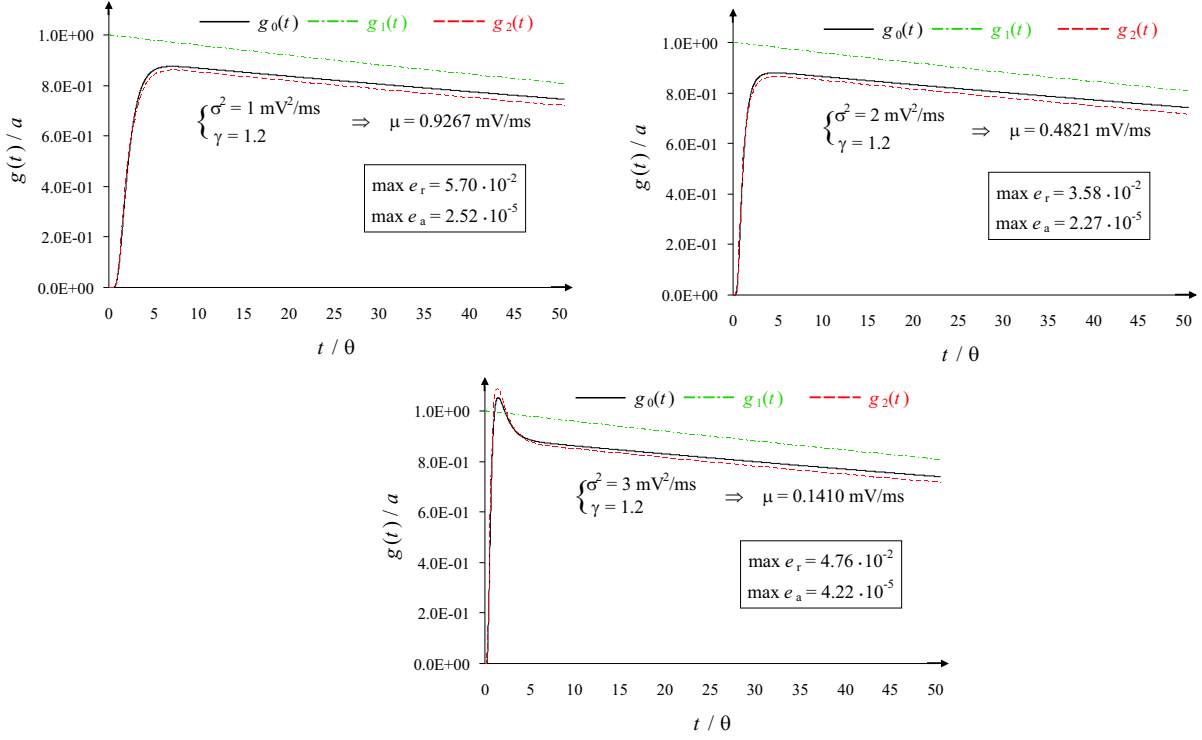 g₀(t) g₁(t) g₂(t)
1.0E+00
8.0E-01
6.0E-01
4.0E-01
2.0E-01
0.0E+00
g(t) / a
σ² = 1 mV²/ms
γ = 1.2
⇒ μ = 0.9267 mV/ms
max eᵣ = 5.70 · 10⁻²
max eₐ = 2.52 · 10⁻⁵
0 5 10 15 20 25 30 35 40 45 50
t / θ
g₀(t) g₁(t) g₂(t)
1.0E+00
8.0E-01
6.0E-01
4.0E-01
2.0E-01
0.0E+00
g(t) / a
σ² = 2 mV²/ms
γ = 1.2
⇒ μ = 0.4821 mV/ms
max eᵣ = 3.58 · 10⁻²
max eₐ = 2.27 · 10⁻⁵
0 5 10 15 20 25 30 35 40 45 50
t / θ
g₀(t) g₁(t) g₂(t)
1.0E+00
8.0E-01
6.0E-01
4.0E-01
2.0E-01
0.0E+00
g(t) / a
σ² = 3 mV²/ms
γ = 1.2
⇒ μ = 0.1410 mV/ms
max eᵣ = 4.76 · 10⁻²
max eₐ = 4.22 · 10⁻⁵
0 5 10 15 20 25 30 35 40 45 50
t / θ